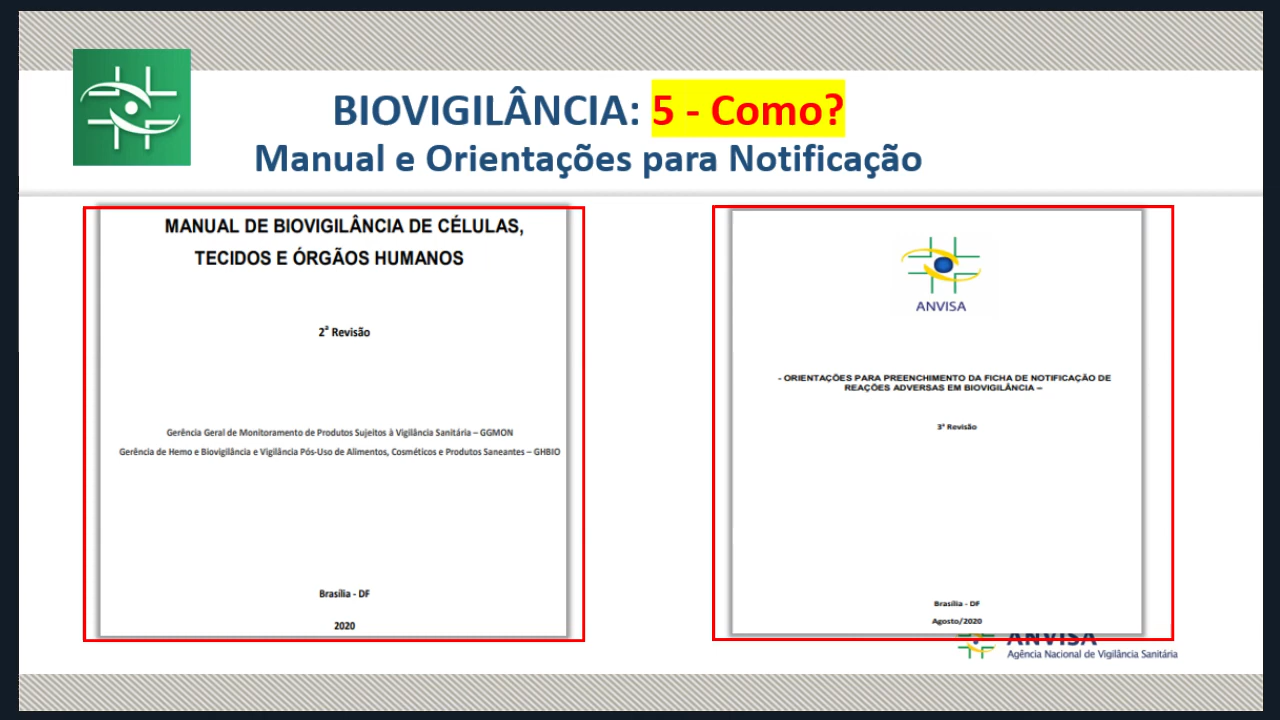 BIOVIGILÂNCIA: 5 - Como?
Manual e Orientações para Notificação
MANUAL DE BIOVIGILÂNCIA DE CÉLULAS,
TECIDOS E ÓRGÃOS HUMANOS
2ª Revisão
Gerência Geral de Monitoramento de Produtos Sujeitos à Vigilância Sanitária – GGMON
Gerência de Hemo e Biovigilância e Vigilância Pós-Uso de Alimentos, Cosméticos e Produtos Saneantes – GHBIO
Brasília - DF
2020
ANVISA
- ORIENTAÇÕES PARA PREENCHIMENTO DA FICHA DE NOTIFICAÇÃO DE
REAÇÕES ADVERSAS EM BIOVIGILÂNCIA –
3ª Revisão
Brasília - DF
Agosto/2020
ANVISA
Agência Nacional de Vigilância Sanitária